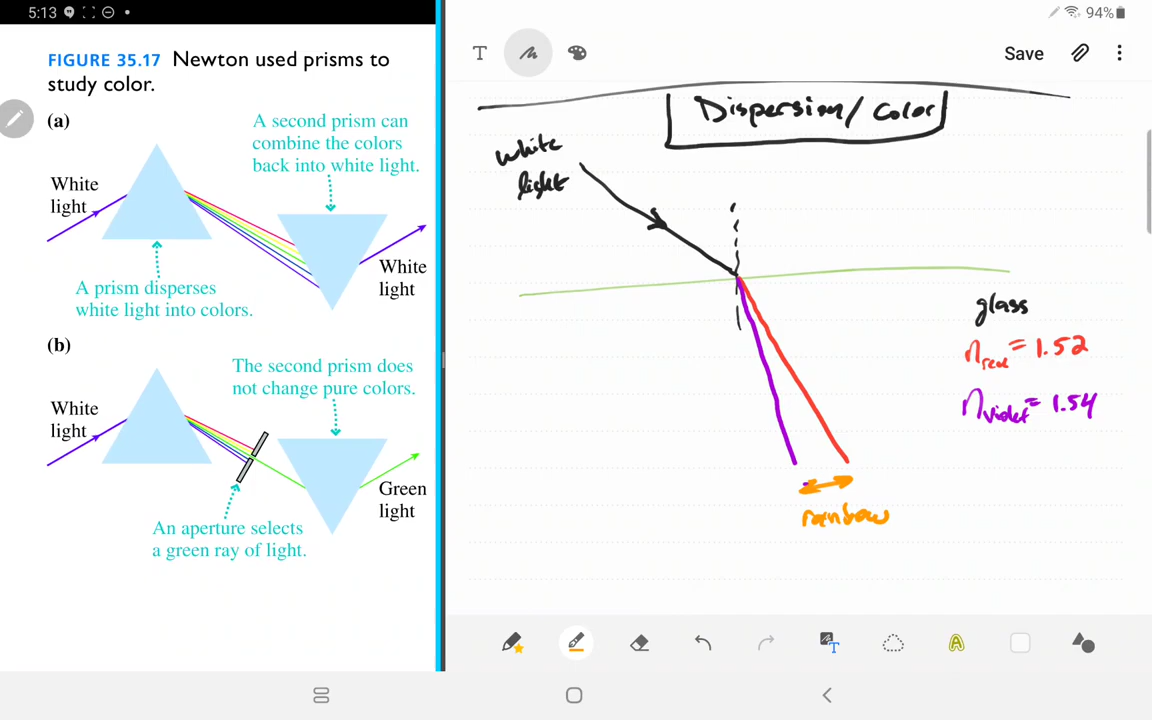 5:13
94%
FIGURE 35.17 Newton used prisms to
study color.
(a)
A second prism can
combine the colors
back into white light.
White
light
White
light
A prism disperses
white light into colors.
(b)
The second prism does
not change pure colors.
White
light
Green
light
An aperture selects
a green ray of light.
T
Save
Dispersion/Color
white
light
glass
nred = 1.52
nviolet = 1.54
rainbow
T
A